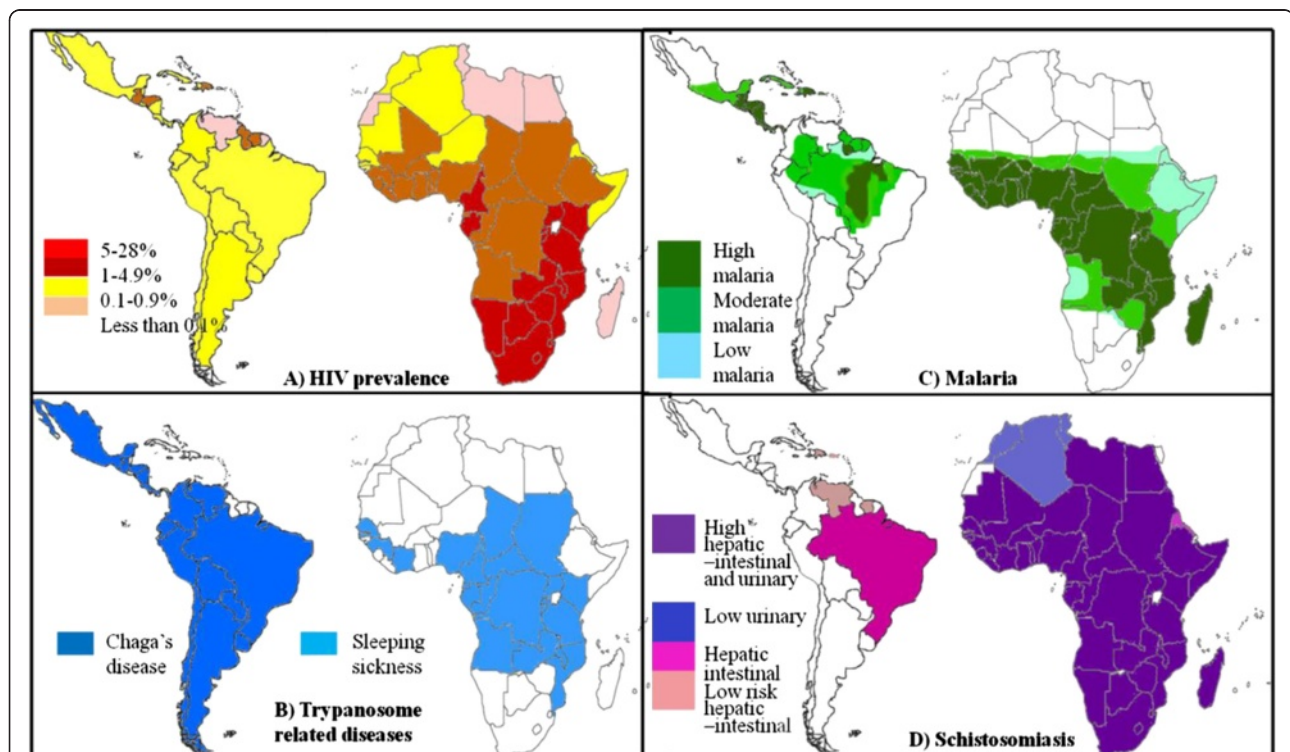 5-28%
1-4.9%
0.1-0.9%
Less than 0.1%
A) HIV prevalence
High
malaria
Moderate
malaria
Low
malaria
C) Malaria
Chaga`s
disease
Sleeping
sickness
B) Trypanosome
related diseases
High
hepatic
–intestinal
and urinary
Low urinary
Hepatic
intestinal
Low risk
hepatic
–intestinal
D) Schistosomiasis